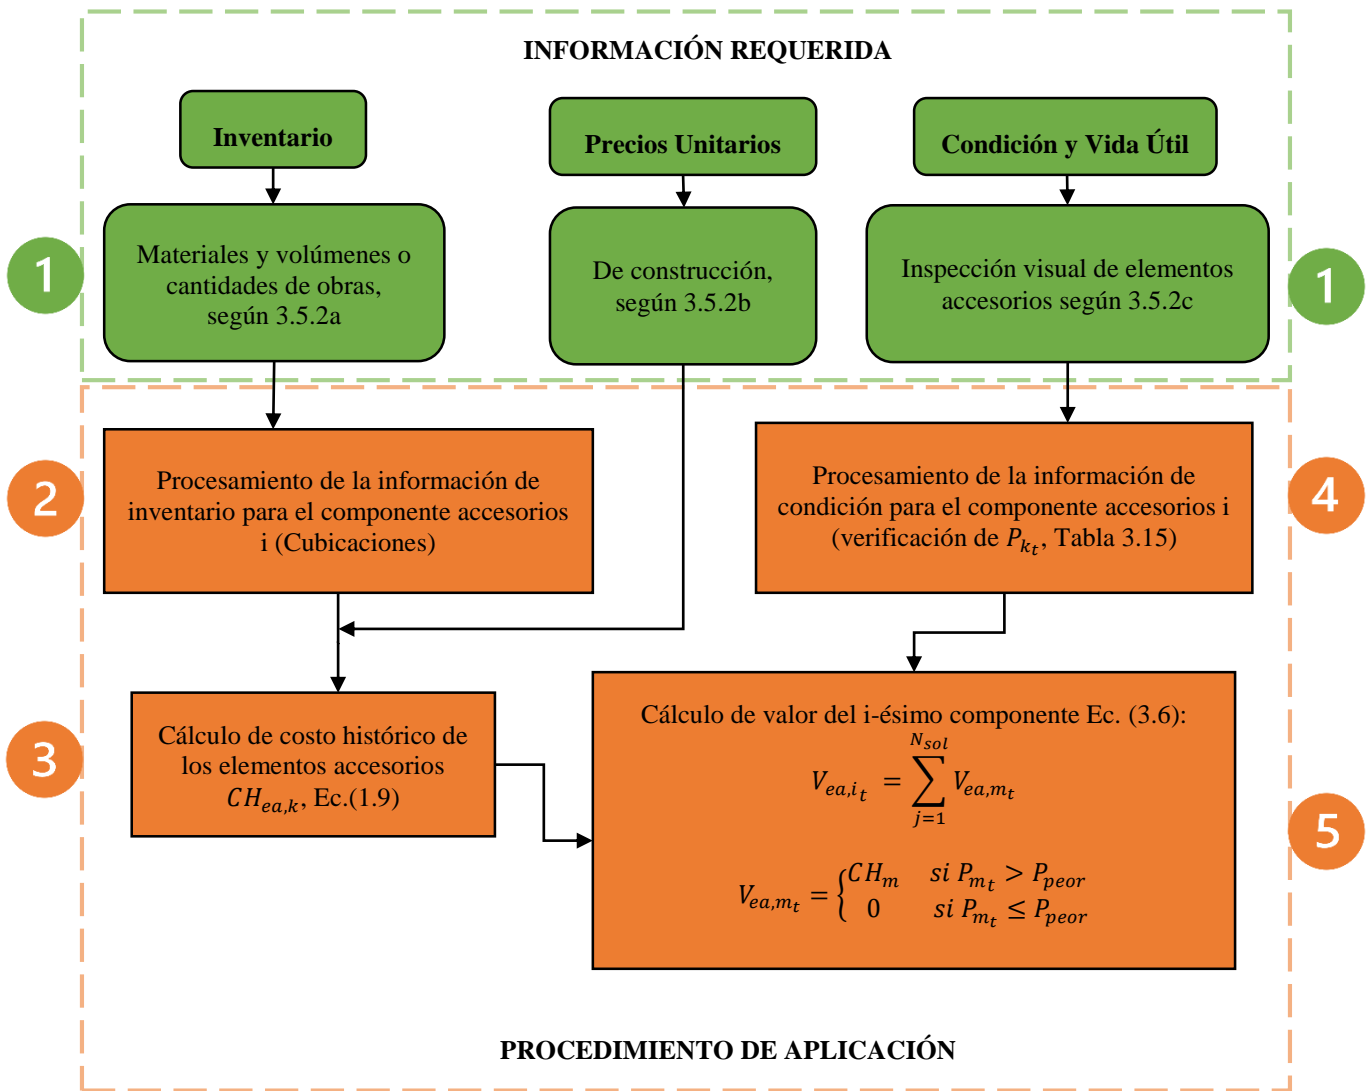 INFORMACIÓN REQUERIDA
Inventario
Precios Unitarios
Condición y Vida Útil
1
Materiales y volúmenes o
cantidades de obras,
según 3.5.2a
De construcción,
según 3.5.2b
Inspección visual de elementos
accesorios según 3.5.2c
1
2
Procesamiento de la información de
inventario para el componente accesorios
i (Cubicaciones)
Procesamiento de la información de
condición para el componente accesorios i
(verificación de $P_{k_t}$, Tabla 3.15)
4
3
Cálculo de costo histórico de
los elementos accesorios
$CH_{ea,k}$, Ec.(1.9)
Cálculo de valor del i-ésimo componente Ec. (3.6):
$V_{ea,i_t} = \sum_{j=1}^{N_{sol}} V_{ea,m_t}$
$V_{ea,m_t} = \begin{cases} CH_m & si\ P_{m_t} > P_{peor} \\ 0 & si\ P_{m_t} \leq P_{peor} \end{cases}$
5
PROCEDIMIENTO DE APLICACIÓN